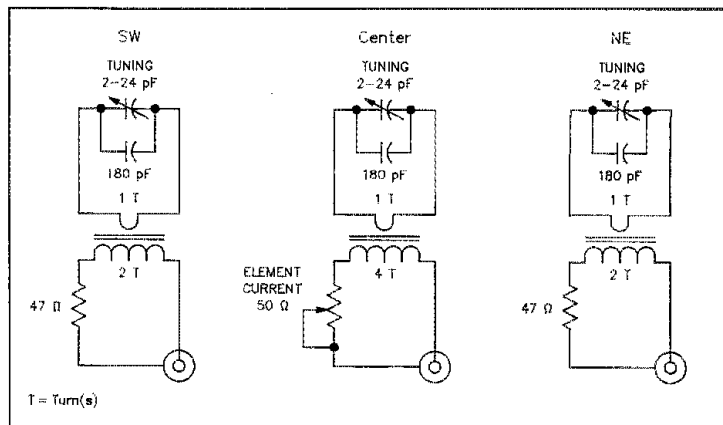 SW
Center
NE
TUNING
2-24 pF
TUNING
2-24 pF
TUNING
2-24 pF
180 pF
180 pF
180 pF
1 T
1 T
1 T
2 T
4 T
2 T
47 Ω
ELEMENT
CURRENT
50 Ω
47 Ω
T = Turn(s)